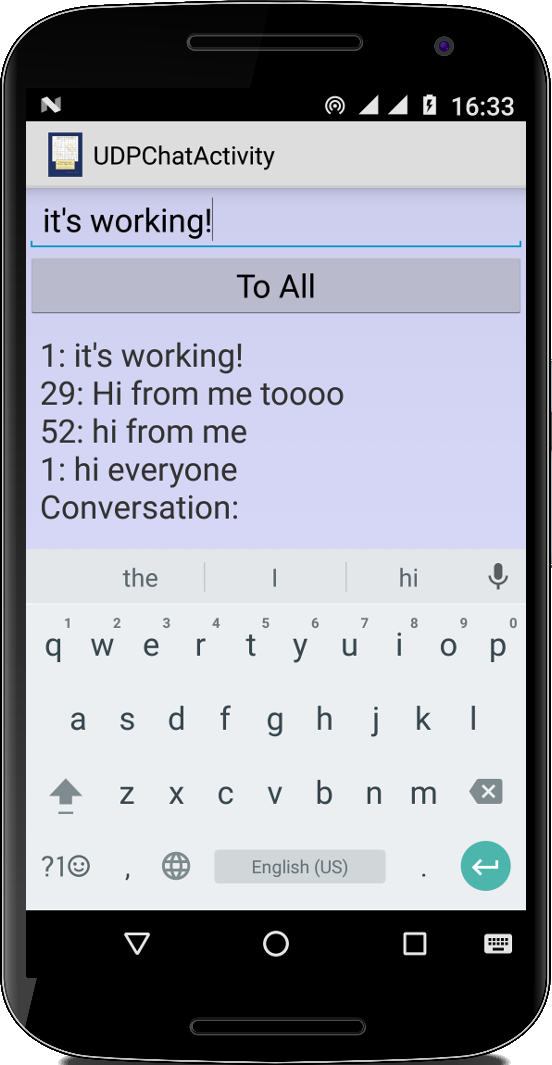 16:33
UDPChatActivity
it's working!
To All
1: it's working!
29: Hi from me toooo
52: hi from me
1: hi everyone
Conversation:
the I hi
1 2 3 4 5 6 7 8 9 0
q w e r t y u i o p
a s d f g h j k l
z x c v b n m
?1☺ , English (US) .